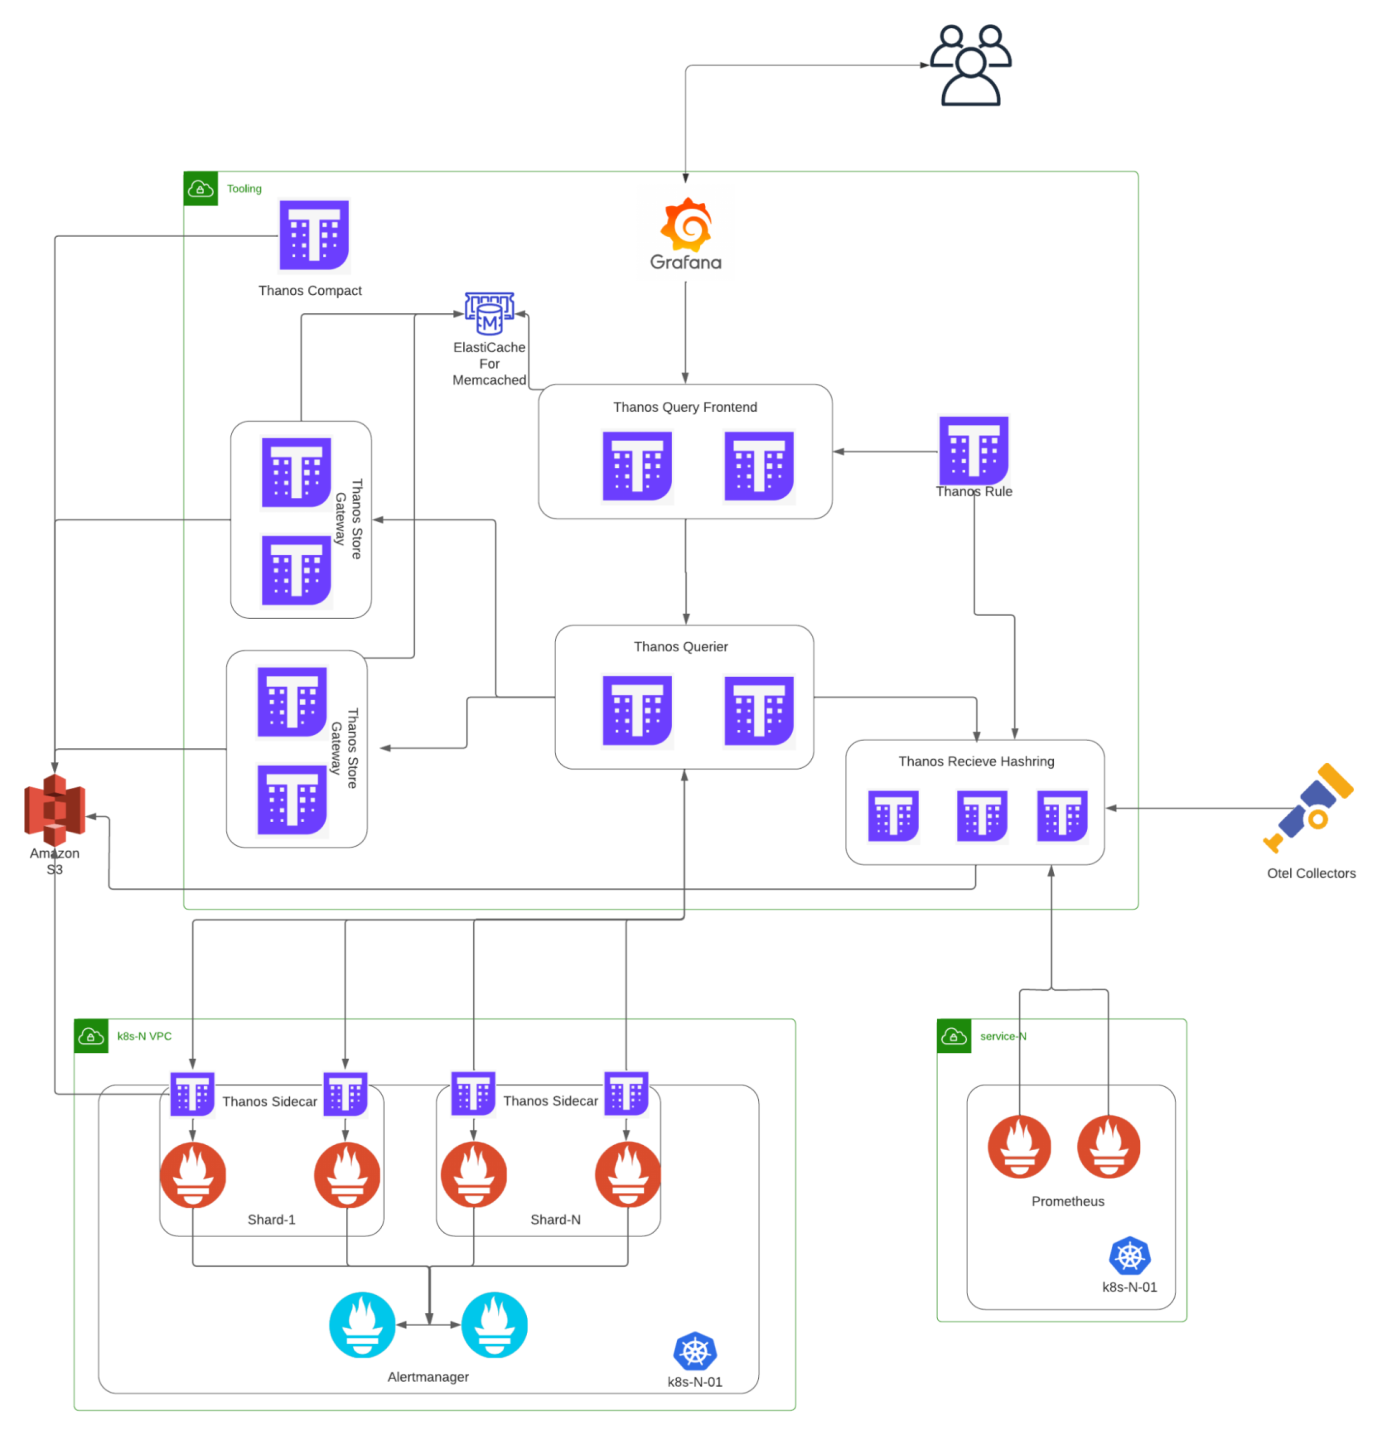 Tooling
Grafana
Thanos Compact
ElastiCache
For
Memcached
M
Thanos Query Frontend
Thanos Rule
Thanos Store
Gateway
Thanos Querier
Thanos Store
Gateway
Thanos Recieve Hashring
Amazon
S3
Otel Collectors
k8s-N VPC
service-N
Thanos Sidecar
Thanos Sidecar
Shard-1
Shard-N
Prometheus
k8s-N-01
Alertmanager
k8s-N-01